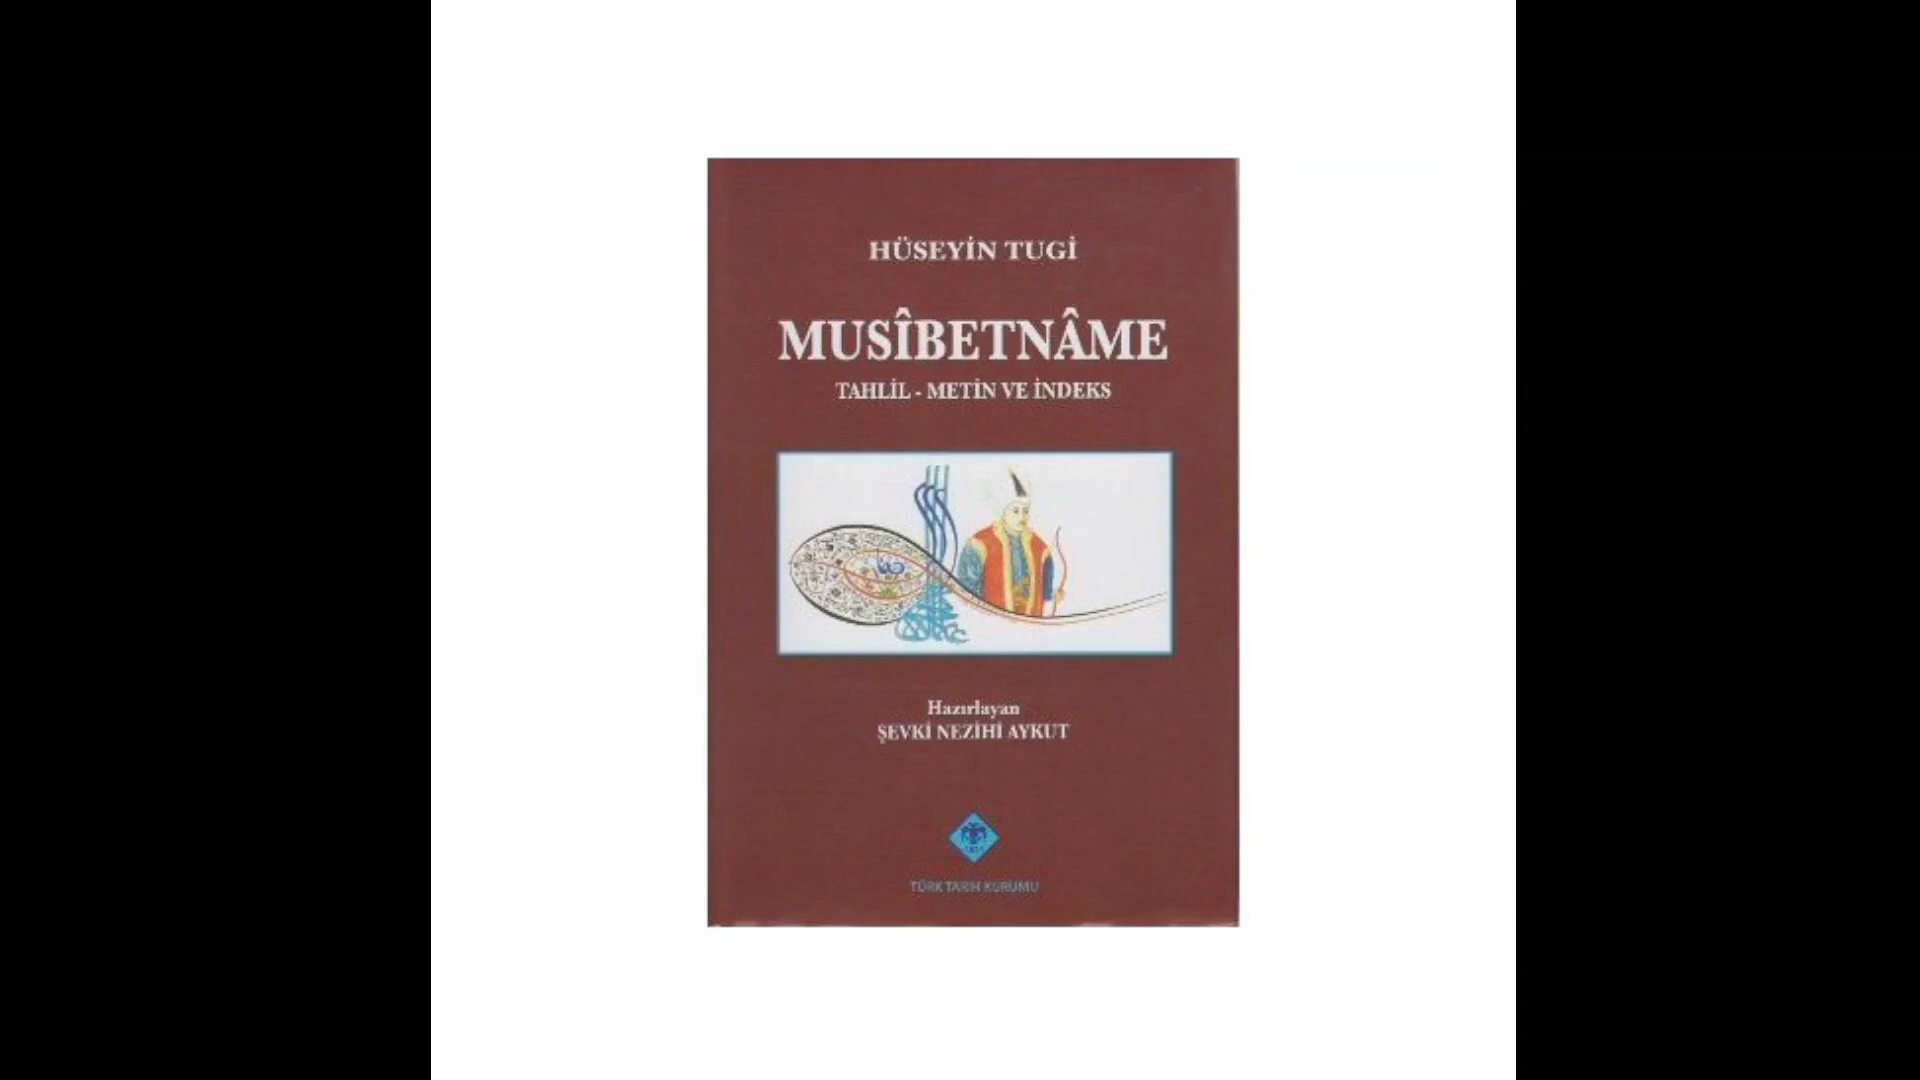 HÜSEYİN TUGİ
MUSÎBETNÂME
TAHLİL - METİN VE İNDEKS
Hazırlayan
ŞEVKİ NEZİHİ AYKUT
TÜRK TARİH KURUMU